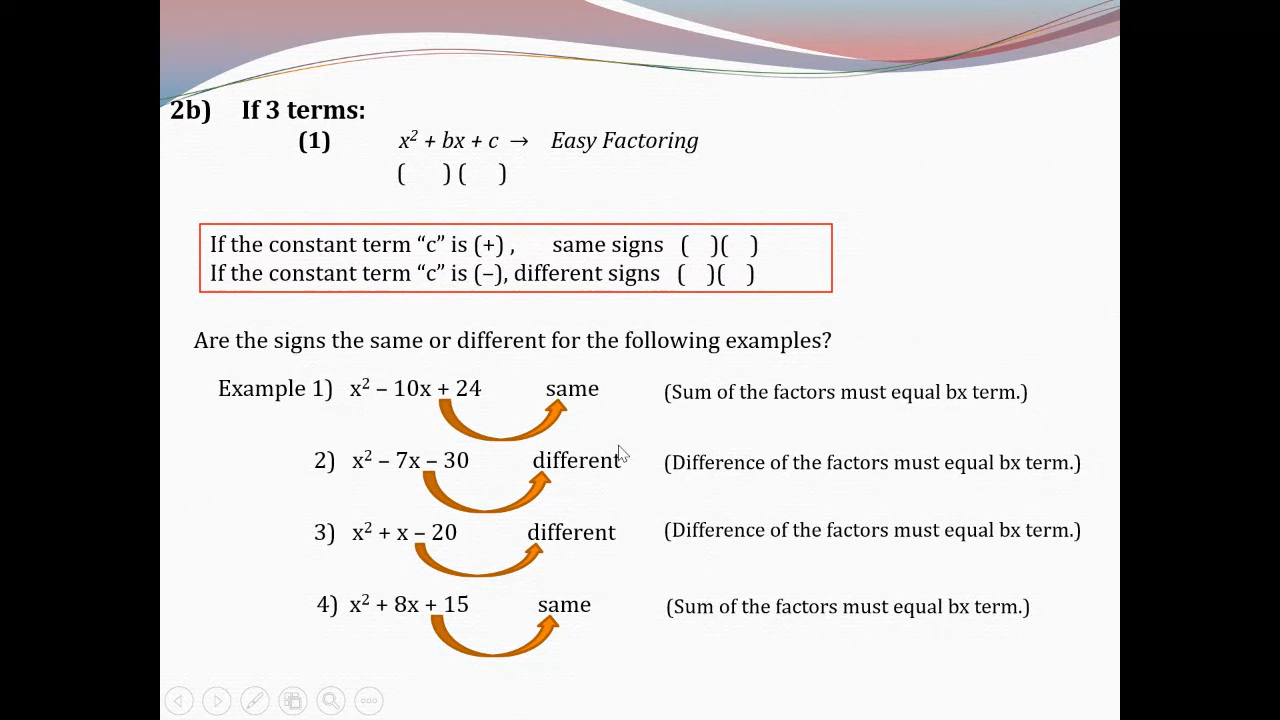 2b) If 3 terms:
(1) x² + bx + c → Easy Factoring
( ) ( )
If the constant term “c” is (+) , same signs ( )( )
If the constant term “c” is (–), different signs ( )( )
Are the signs the same or different for the following examples?
Example 1) x² – 10x + 24 same (Sum of the factors must equal bx term.)
2) x² – 7x – 30 different (Difference of the factors must equal bx term.)
3) x² + x – 20 different (Difference of the factors must equal bx term.)
4) x² + 8x + 15 same (Sum of the factors must equal bx term.)